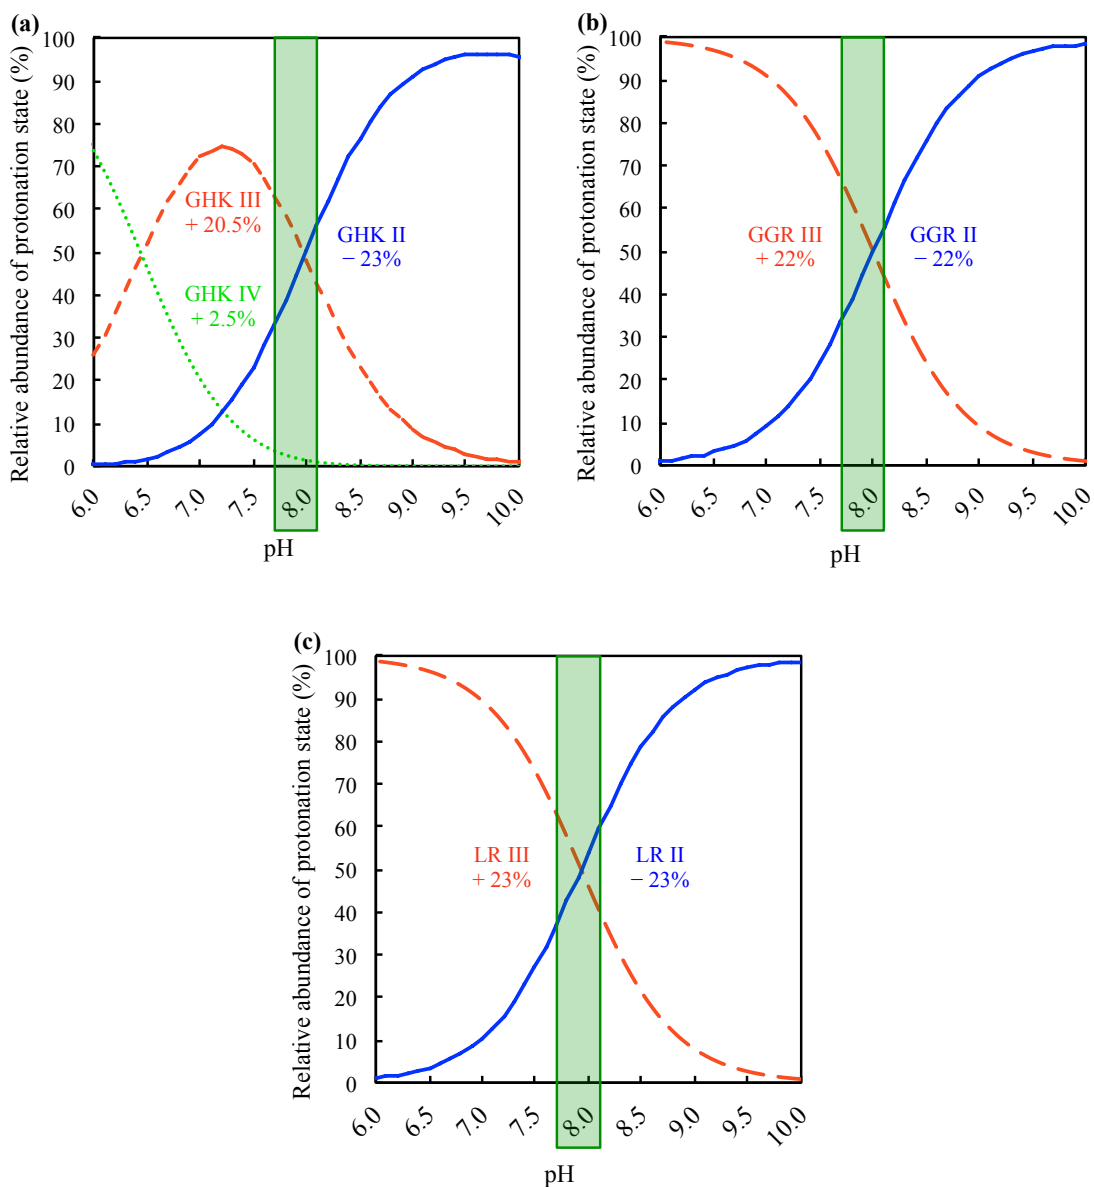 (a)
Relative abundance of protonation state (%)
100
90
80
70
60
50
40
30
20
10
0
GHK III
+ 20.5%
GHK II
− 23%
GHK IV
+ 2.5%
6.0 6.5 7.0 7.5 8.0 8.5 9.0 9.5 10.0
pH
(b)
Relative abundance of protonation state (%)
100
90
80
70
60
50
40
30
20
10
0
GGR III
+ 22%
GGR II
− 22%
6.0 6.5 7.0 7.5 8.0 8.5 9.0 9.5 10.0
pH
(c)
Relative abundance of protonation state (%)
100
90
80
70
60
50
40
30
20
10
0
LR III
+ 23%
LR II
− 23%
6.0 6.5 7.0 7.5 8.0 8.5 9.0 9.5 10.0
pH